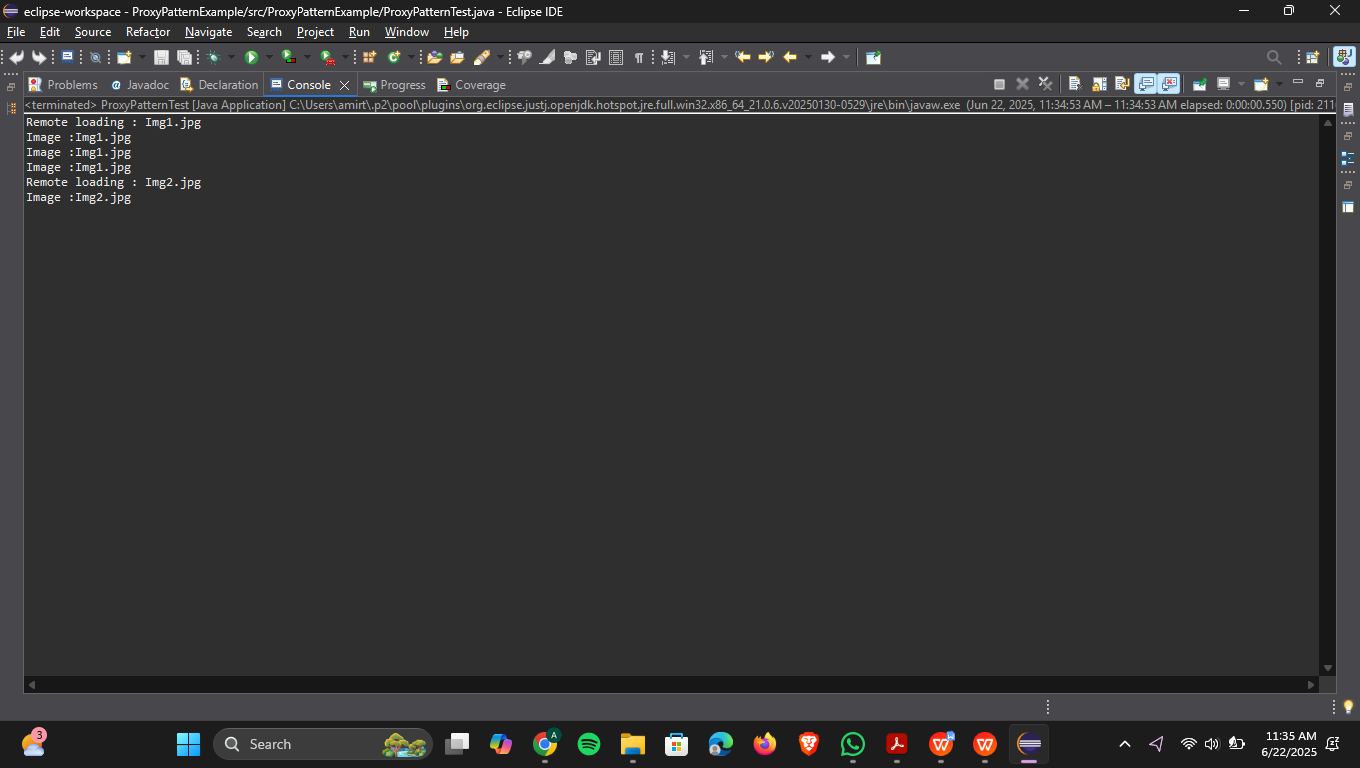 eclipse-workspace - ProxyPatternExample/src/ProxyPatternExample/ProxyPatternTest.java - Eclipse IDE
File Edit Source Refactor Navigate Search Project Run Window Help
Problems Javadoc Declaration Console Progress Coverage
<terminated> ProxyPatternTest [Java Application] C:\Users\amirt\.p2\pool\plugins\org.eclipse.justj.openjdk.hotspot.jre.full.win32.x86_64_21.0.6.v20250130-0529\jre\bin\javaw.exe (Jun 22, 2025, 11:34:53 AM – 11:34:53 AM elapsed: 0:00:00.550) [pid: 211
Remote loading : Img1.jpg
Image :Img1.jpg
Image :Img1.jpg
Image :Img1.jpg
Remote loading : Img2.jpg
Image :Img2.jpg
3
Search
A
11:35 AM
6/22/2025